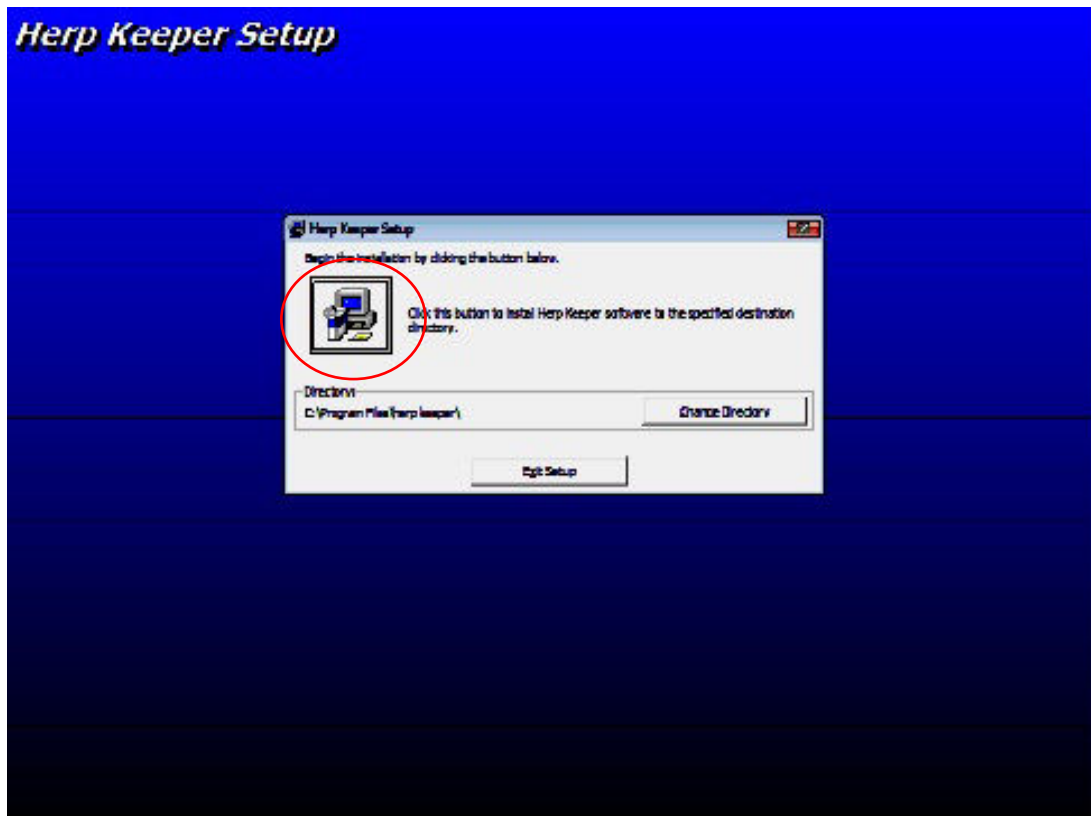 Herp Keeper Setup
Herp Keeper Setup
Begin the installation by clicking the button below.
Click this button to install Herp Keeper software to the specified destination
directory.
Directory:
C:\Program Files\herp keeper\
Change Directory
Exit Setup